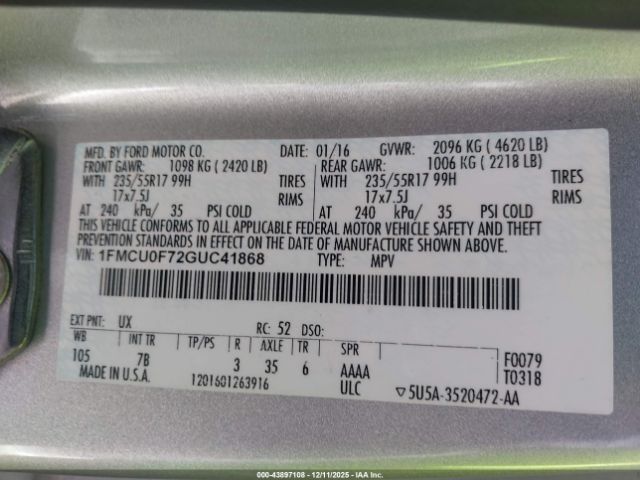 MFD. BY FORD MOTOR CO. DATE: 01/16 GVWR: 2096 KG ( 4620 LB)
FRONT GAWR: 1098 KG ( 2420 LB) REAR GAWR: 1006 KG ( 2218 LB)
WITH 235/55R17 99H TIRES WITH 235/55R17 99H TIRES
17x7.5J RIMS 17x7.5J RIMS
AT 240 kPa/ 35 PSI COLD AT 240 kPa/ 35 PSI COLD
THIS VEHICLE CONFORMS TO ALL APPLICABLE FEDERAL MOTOR VEHICLE SAFETY AND THEFT
PREVENTION STANDARDS IN EFFECT ON THE DATE OF MANUFACTURE SHOWN ABOVE.
VIN: 1FMCU0F72GUC41868 TYPE: MPV
EXT PNT: UX RC: 52 DSO:
WB INT TR TP/PS R AXLE TR SPR F0079
105 7B 3 35 6 AAAA T0318
MADE IN U.S.A. 1201601263916 ULC ▽5U5A-3520472-AA
000-43897108 - 12/11/2025 - IAAI.COM